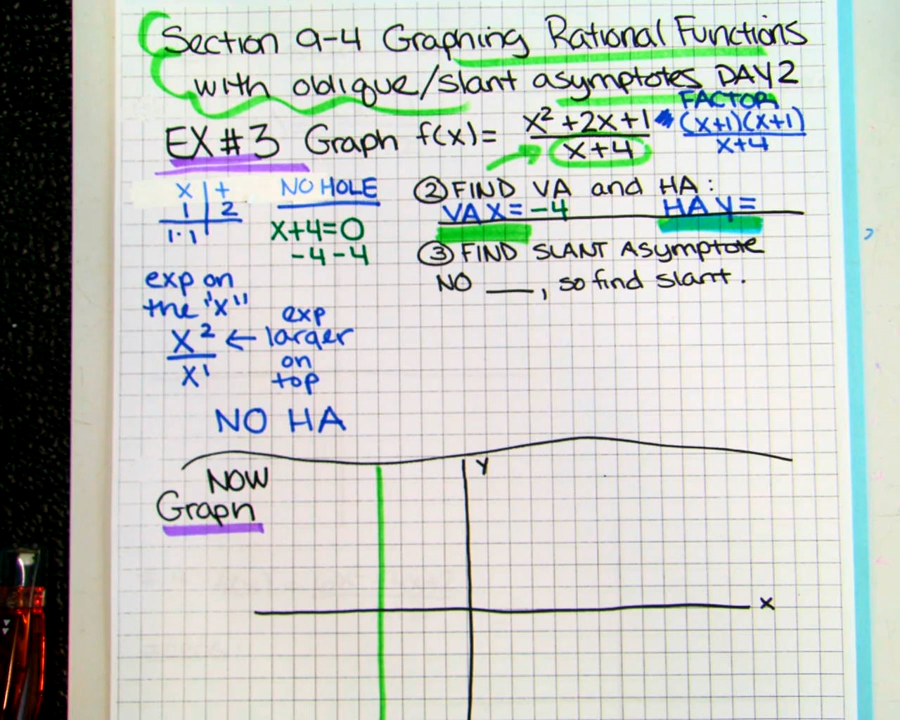 Section 9-4 Graphing Rational Functions
with oblique/slant asymptotes DAY 2
FACTOR
EX #3 Graph f(x)= x²+2x+1 / x+4 (x+1)(x+1) / x+4
x | +
1 | 2
1·1
NO HOLE
x+4=0
-4 -4
② FIND VA and HA:
VA X= -4 HA Y=
③ FIND SLANT Asymptote
NO ___, so find slant.
exp on
the "x"
X² / X¹ ← exp
larger
on
top
NO HA
NOW
Graph
Y
X